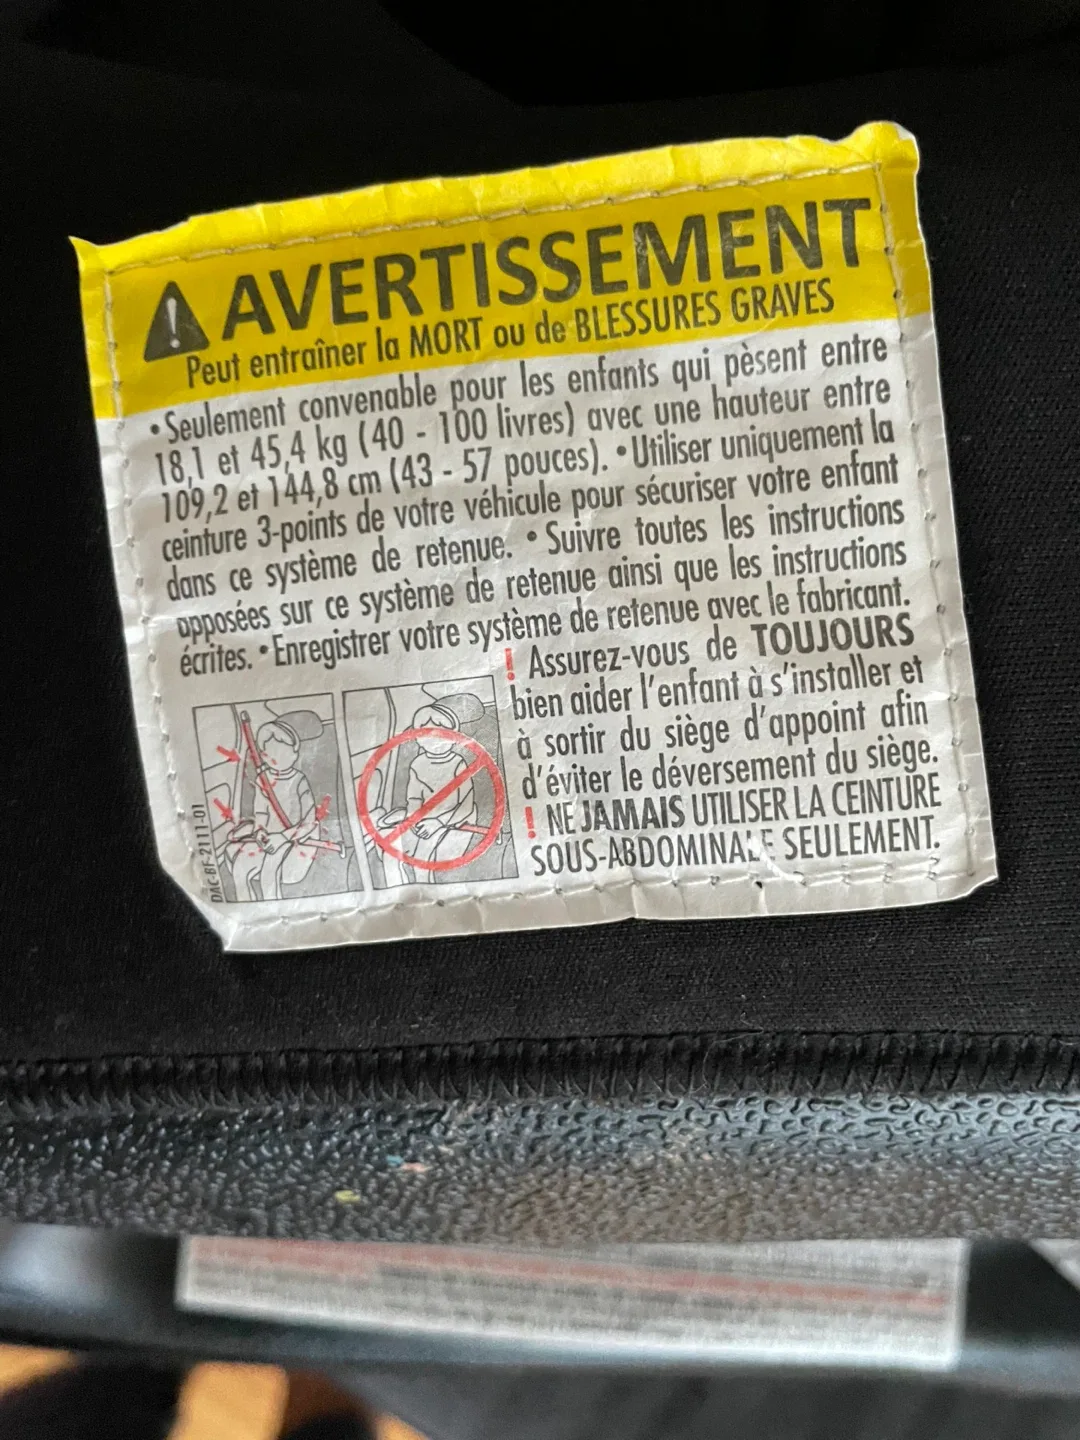 AVERTISSEMENT
Peut entraîner la MORT ou de BLESSURES GRAVES
•Seulement convenable pour les enfants qui pèsent entre
18,1 et 45,4 kg (40 - 100 livres) avec une hauteur entre
109,2 et 144,8 cm (43 - 57 pouces). •Utiliser uniquement la
ceinture 3-points de votre véhicule pour sécuriser votre enfant
dans ce système de retenue. • Suivre toutes les instructions
apposées sur ce système de retenue ainsi que les instructions
écrites. •Enregistrer votre système de retenue avec le fabricant.
! Assurez-vous de TOUJOURS
bien aider l'enfant à s'installer et
à sortir du siège d'appoint afin
d'éviter le déversement du siège.
! NE JAMAIS UTILISER LA CEINTURE
SOUS-ABDOMINALE SEULEMENT.
DAC-BF-2111-01